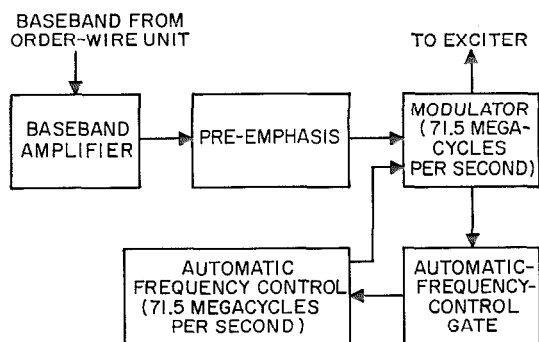 BASEBAND FROM
ORDER-WIRE UNIT
TO EXCITER
BASEBAND
AMPLIFIER
PRE-EMPHASIS
MODULATOR
(71.5 MEGA-
CYCLES
PER SECOND)
AUTOMATIC
FREQUENCY CONTROL
(71.5 MEGACYCLES
PER SECOND)
AUTOMATIC-
FREQUENCY-
CONTROL
GATE